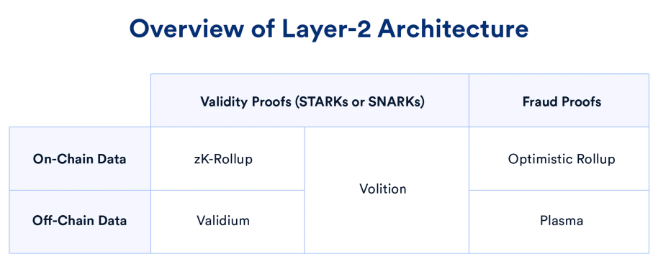 Overview of Layer-2 Architecture
Validity Proofs (STARKs or SNARKs)
Fraud Proofs
On-Chain Data
zK-Rollup
Volition
Optimistic Rollup
Off-Chain Data
Validium
Plasma